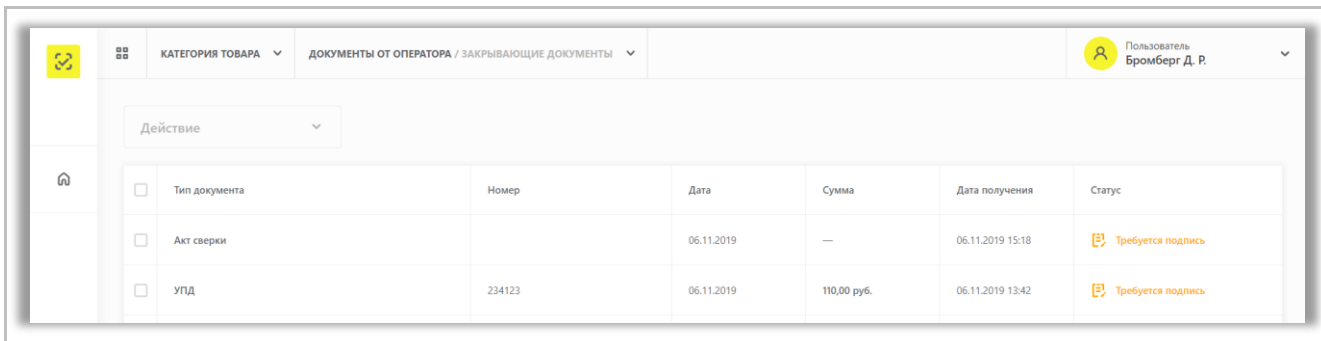 КАТЕГОРИЯ ТОВАРА ДОКУМЕНТЫ ОТ ОПЕРАТОРА / ЗАКРЫВАЮЩИЕ ДОКУМЕНТЫ Пользователь
Бромберг Д. Р.
Действие
Тип документа Номер Дата Сумма Дата получения Статус
Акт сверки 06.11.2019 — 06.11.2019 15:18 Требуется подпись
УПД 234123 06.11.2019 110,00 руб. 06.11.2019 13:42 Требуется подпись